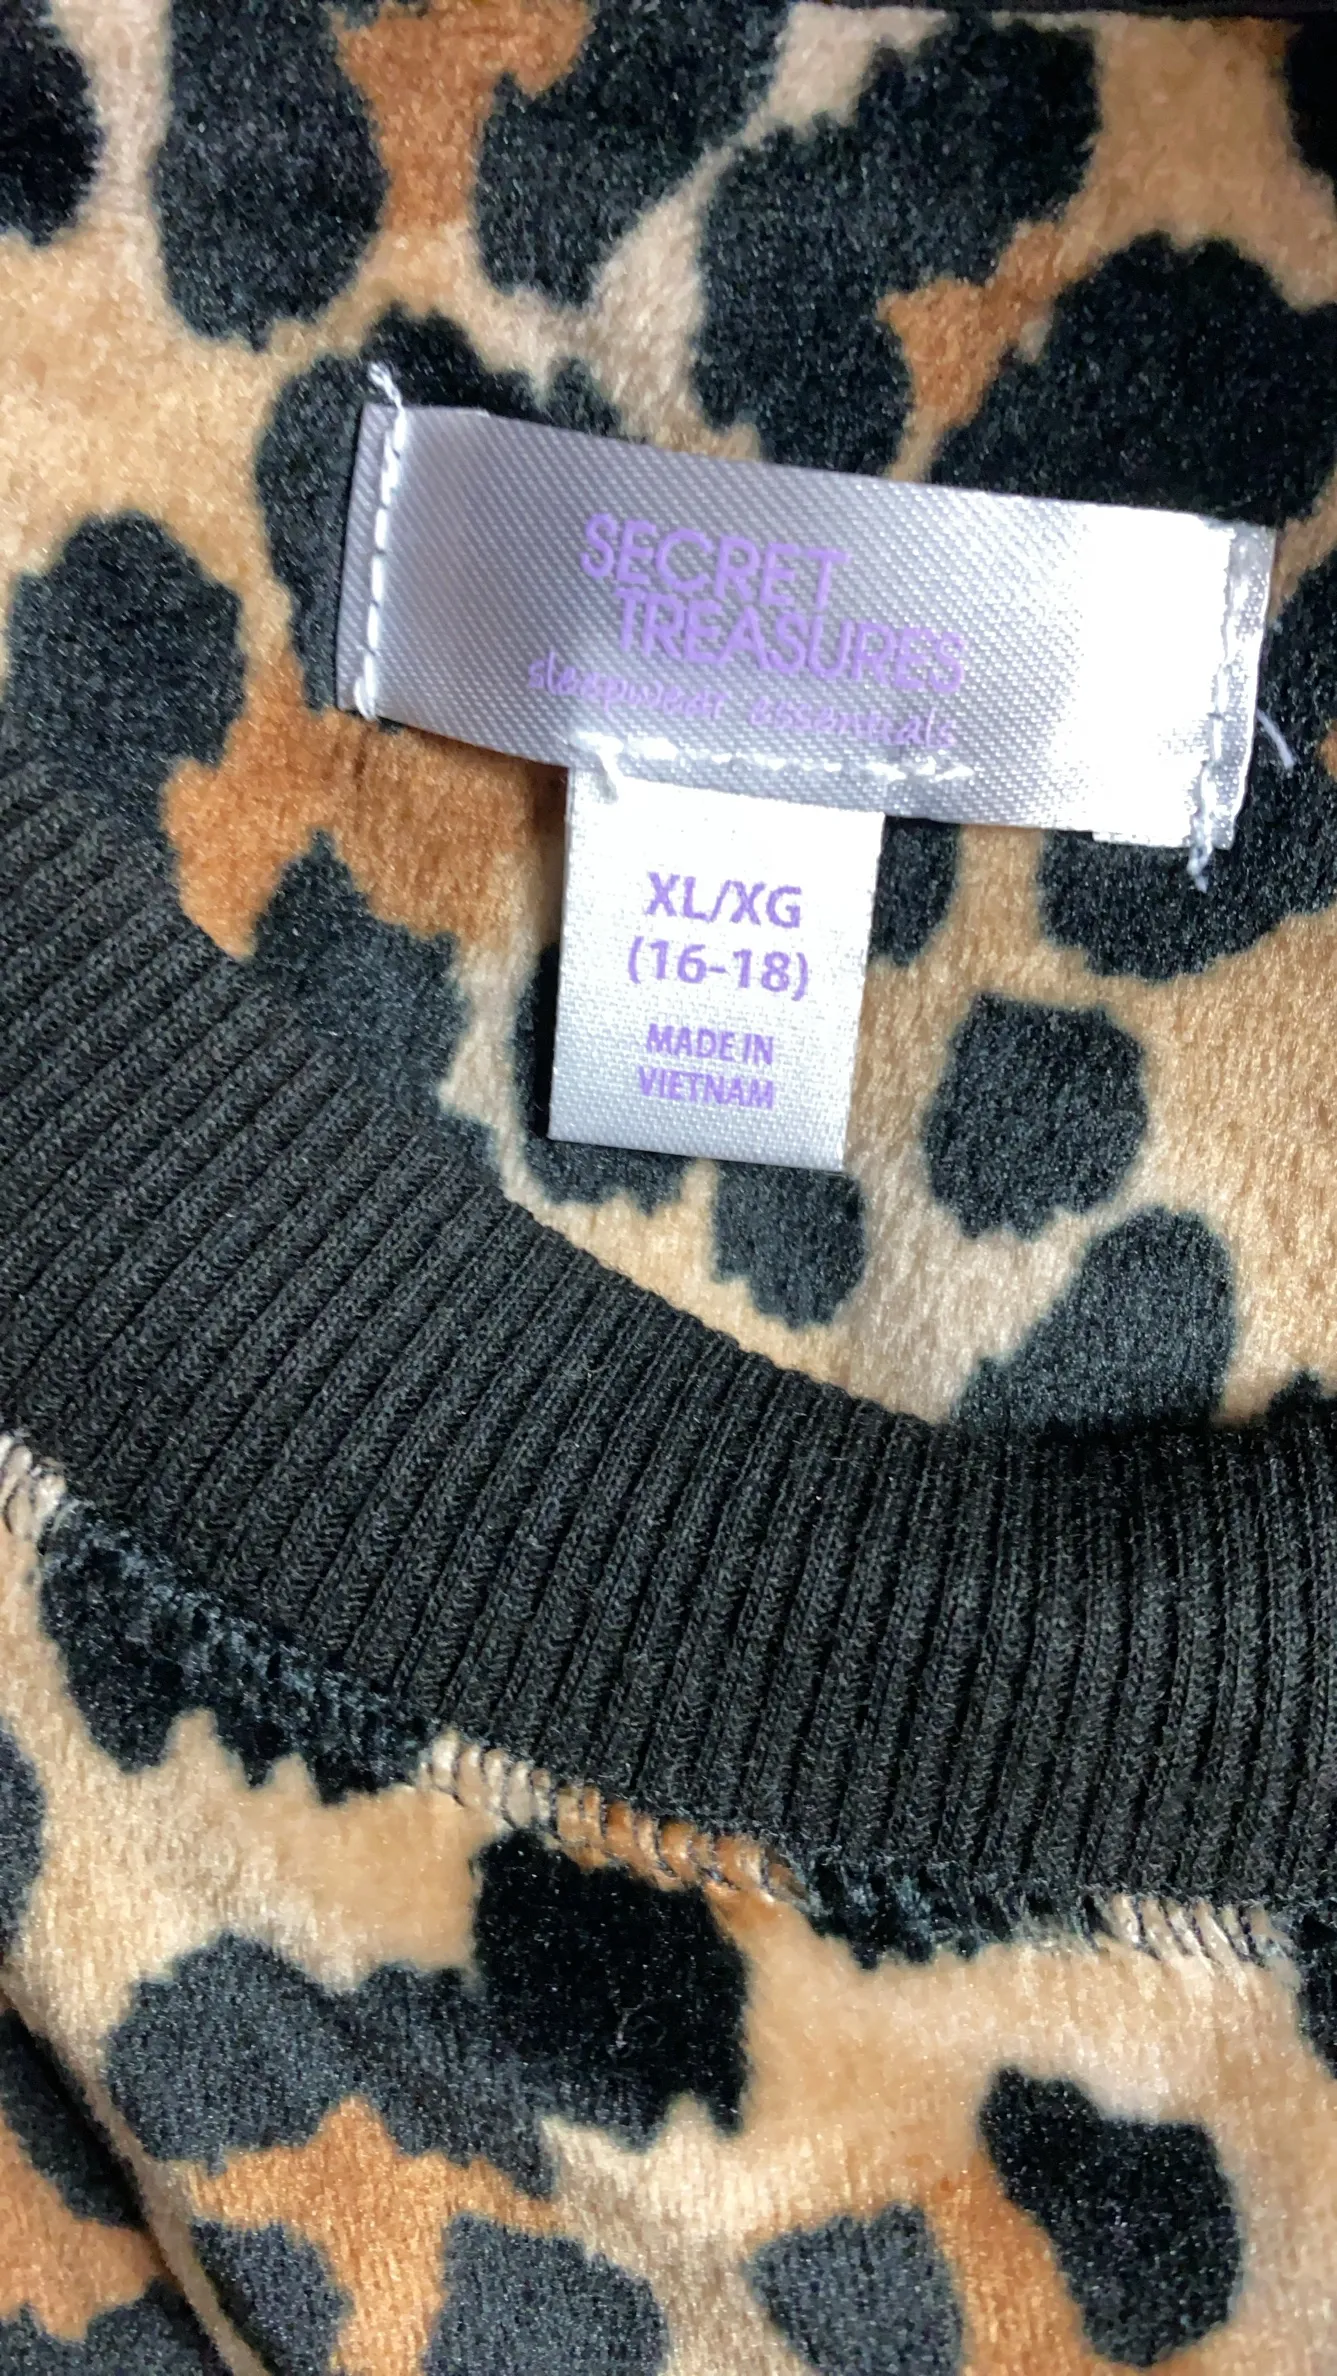 SECRET
TREASURES
sleepwear essentials
XL/XG
(16-18)
MADE IN
VIETNAM